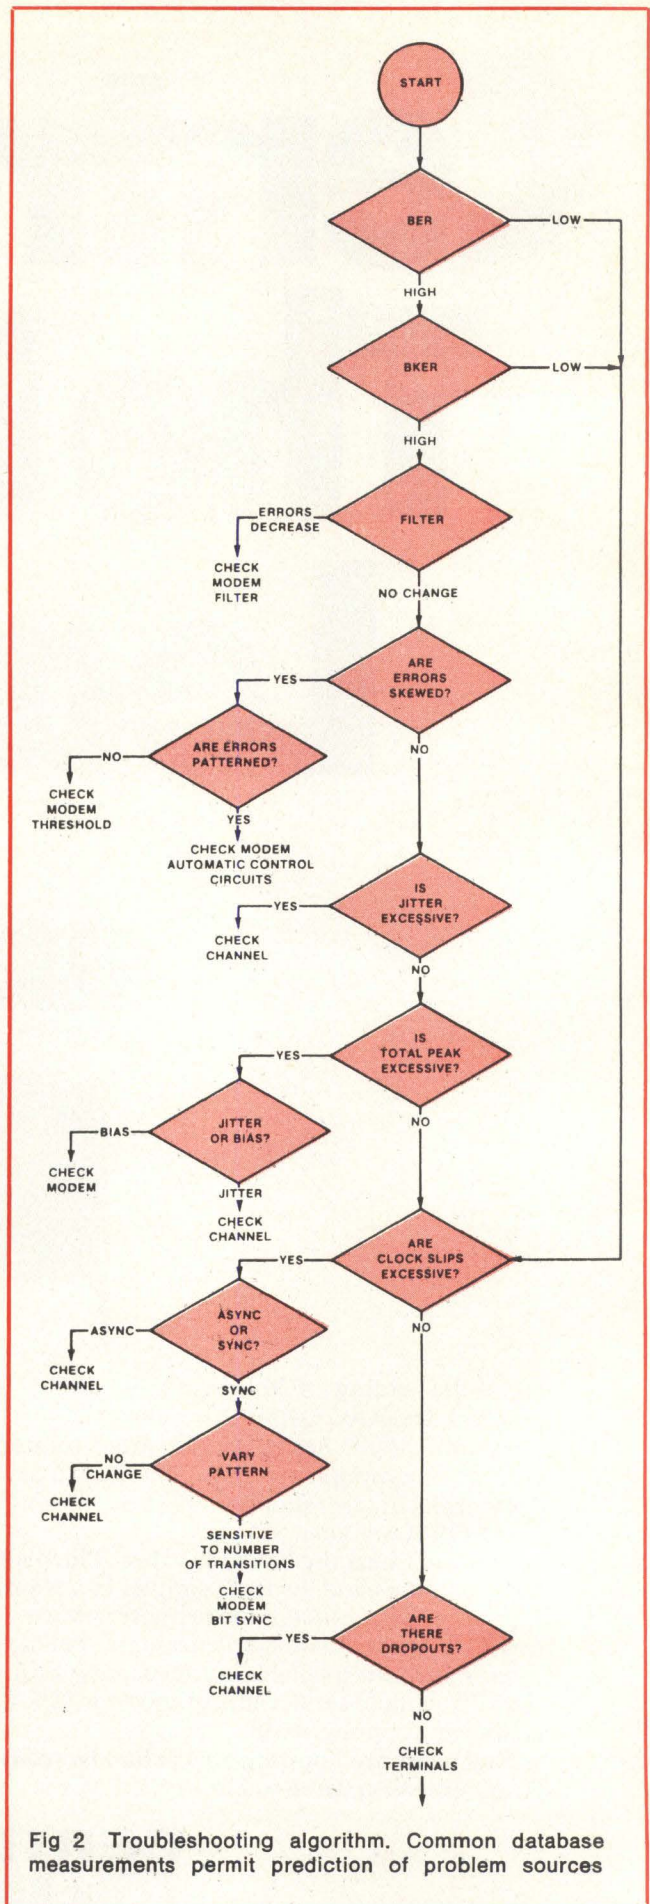 START
BER
LOW
HIGH
BKER
LOW
HIGH
ERRORS
DECREASE
FILTER
CHECK
MODEM
FILTER
NO CHANGE
ARE
ERRORS
SKEWED?
YES
NO
ARE ERRORS
PATTERNED?
NO
CHECK
MODEM
THRESHOLD
YES
CHECK MODEM
AUTOMATIC CONTROL
CIRCUITS
IS
JITTER
EXCESSIVE?
YES
CHECK
CHANNEL
NO
IS
TOTAL PEAK
EXCESSIVE?
YES
NO
JITTER
OR BIAS?
BIAS
CHECK
MODEM
JITTER
CHECK
CHANNEL
ARE
CLOCK SLIPS
EXCESSIVE?
YES
NO
ASYNC
OR
SYNC?
ASYNC
CHECK
CHANNEL
SYNC
VARY
PATTERN
NO
CHANGE
CHECK
CHANNEL
SENSITIVE
TO NUMBER
OF TRANSITIONS
CHECK
MODEM
BIT SYNC
ARE
THERE
DROPOUTS?
YES
CHECK
CHANNEL
NO
CHECK
TERMINALS
Fig 2 Troubleshooting algorithm. Common database
measurements permit prediction of problem sources